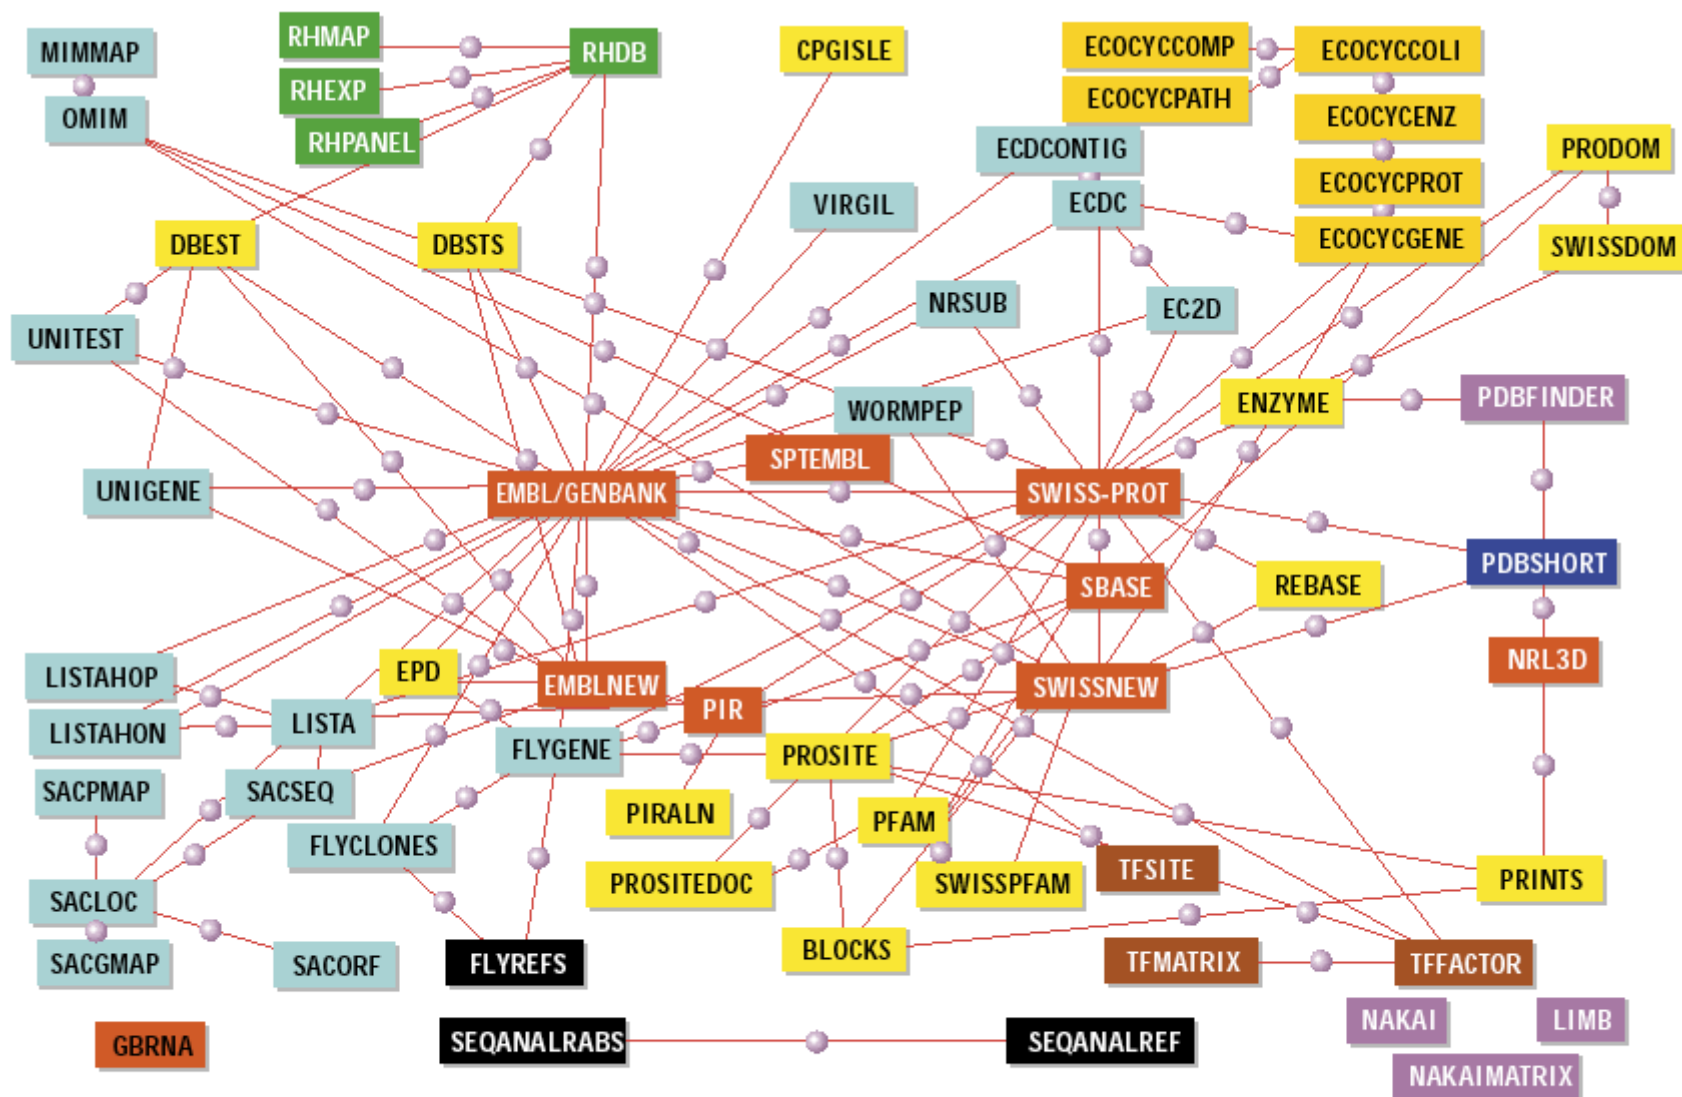 MIMMAP
OMIM
RHMAP
RHEXP
RHPANEL
RHDB
CPGISLE
ECOCYCCOMP
ECOCYCPATH
ECOCYCCOLI
ECOCYCENZ
ECOCYCPROT
ECOCYCGENE
ECDCONTIG
ECDC
PRODOM
SWISSDOM
VIRGIL
DBEST
DBSTS
NRSUB
EC2D
UNITEST
WORMPEP
ENZYME
PDBFINDER
SPTEMBL
UNIGENE
EMBL/GENBANK
SWISS-PROT
PDBSHORT
SBASE
REBASE
LISTAHOP
EPD
EMBLNEW
SWISSNEW
NRL3D
LISTAHON
LISTA
PIR
FLYGENE
PROSITE
SACPMAP
SACSEQ
PIRALN
PFAM
FLYCLONES
TFSITE
PROSITEDOC
SWISSPFAM
PRINTS
SACLOC
SACGMAP
SACORF
FLYREFS
BLOCKS
TFMATRIX
TFFACTOR
NAKAI
LIMB
GBRNA
SEQANALRABS
SEQANALREF
NAKAIMATRIX